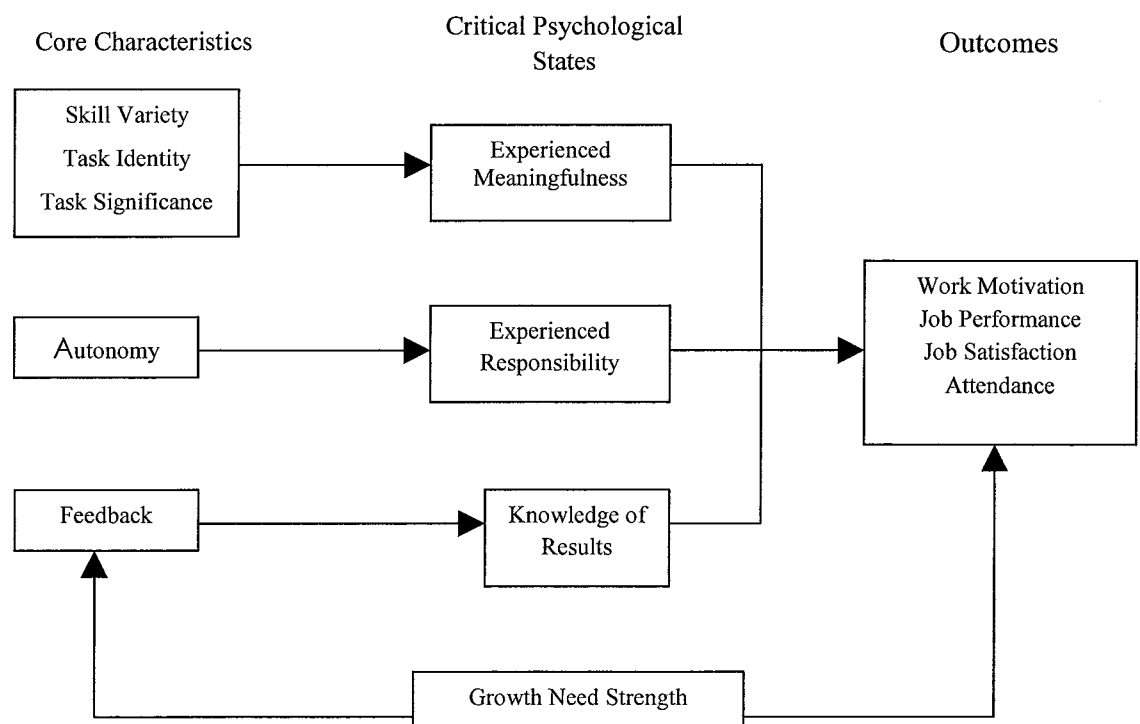 Core Characteristics
Critical Psychological
States
Outcomes
Skill Variety
Task Identity
Task Significance
Experienced
Meaningfulness
Autonomy
Experienced
Responsibility
Work Motivation
Job Performance
Job Satisfaction
Attendance
Feedback
Knowledge of
Results
Growth Need Strength